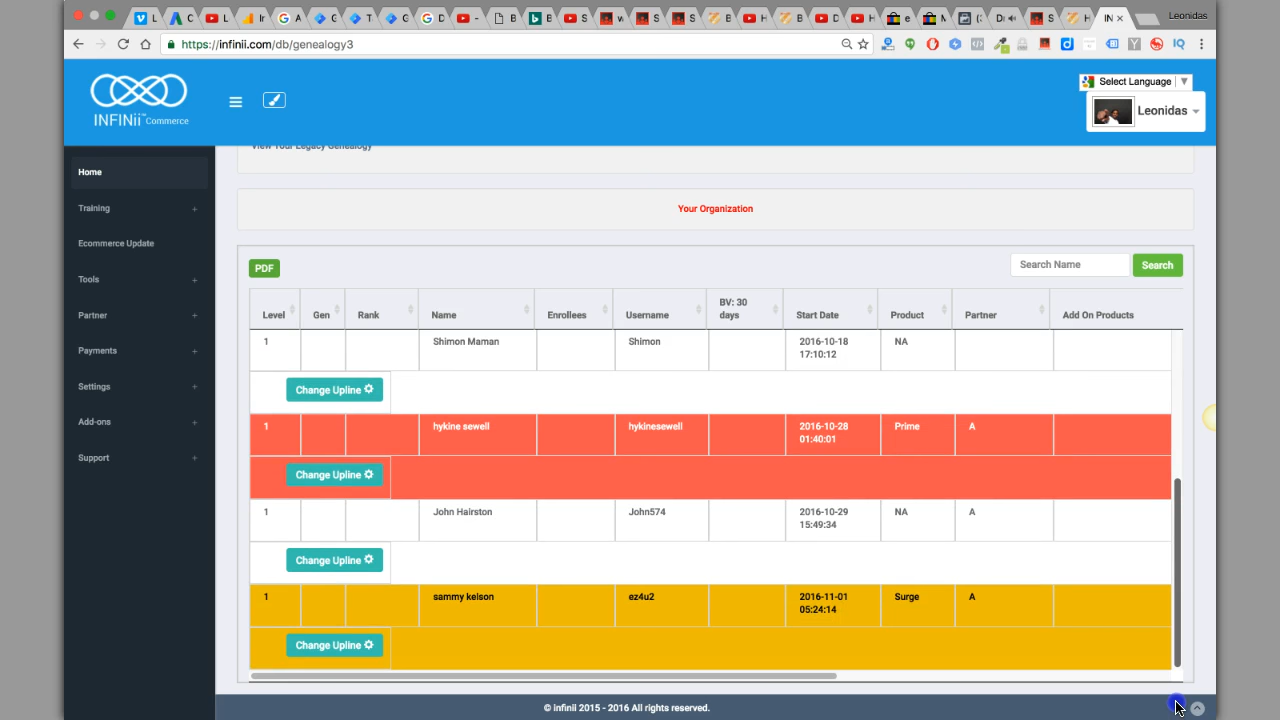 Leonidas
https://infinii.com/db/genealogy3
Select Language
INFINii™ Commerce
Leonidas
View Your Legacy Genealogy
Home
Training +
Ecommerce Update
Tools +
Partner +
Payments +
Settings +
Add-ons +
Support +
Your Organization
PDF
Search Name
Search
Level Gen Rank Name Enrollees Username BV: 30 days Start Date Product Partner Add On Products
1 Shimon Maman Shimon 2016-10-18 17:10:12 NA
Change Upline
1 hykine sewell hykinesewell 2016-10-28 01:40:01 Prime A
Change Upline
1 John Hairston John574 2016-10-29 15:49:34 NA A
Change Upline
1 sammy kelson ez4u2 2016-11-01 05:24:14 Surge A
Change Upline
© infinii 2015 - 2016 All rights reserved.